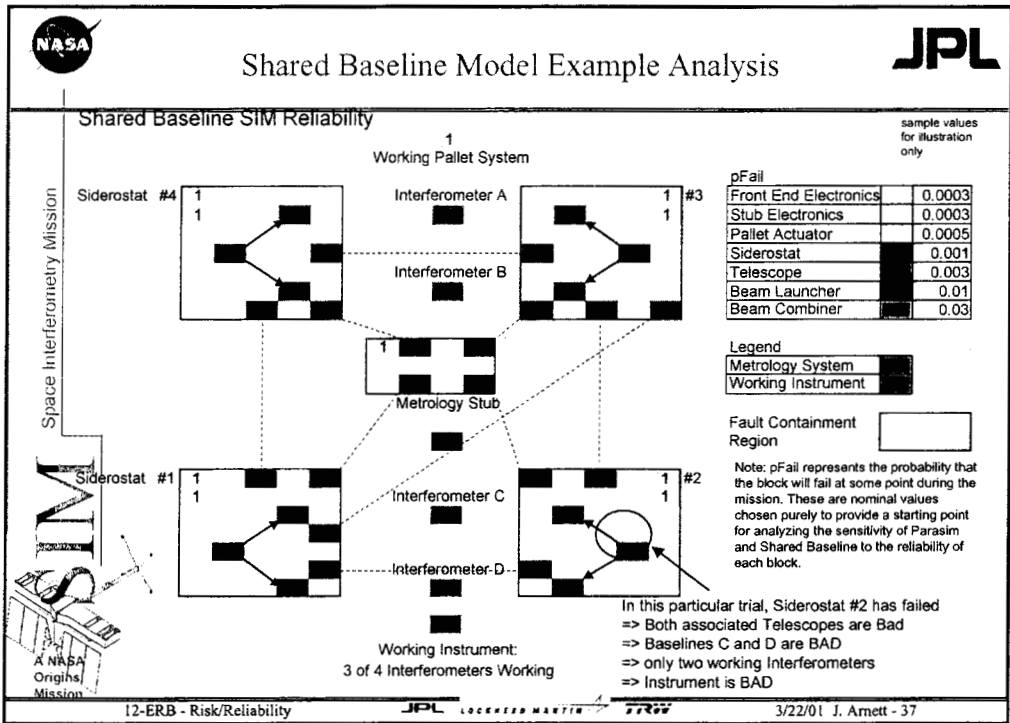 NASA
JPL
Shared Baseline Model Example Analysis
Space Interferometry Mission
Shared Baseline SIM Reliability
sample values
for illustration
only
1
Working Pallet System
Siderostat #4
1
1
Interferometer A
Interferometer B
1
1
#3
pFail
Front End Electronics 0.0003
Stub Electronics 0.0003
Pallet Actuator 0.0005
Siderostat 0.001
Telescope 0.003
Beam Launcher 0.01
Beam Combiner 0.03
1
Metrology Stub
Legend
Metrology System
Working Instrument
Fault Containment
Region
Siderostat #1
1
1
Interferometer C
Interferometer D
1
1
#2
Note: pFail represents the probability that
the block will fail at some point during the
mission. These are nominal values
chosen purely to provide a starting point
for analyzing the sensitivity of Parasim
and Shared Baseline to the reliability of
each block.
In this particular trial, Siderostat #2 has failed
=> Both associated Telescopes are Bad
=> Baselines C and D are BAD
=> only two working Interferometers
=> Instrument is BAD
Working Instrument:
3 of 4 Interferometers Working
SIM
A NASA
Origins
Mission
12-ERB - Risk/Reliability
JPL
LOCKHEED MARTIN
TRW
3/22/01 J. Arnett - 37